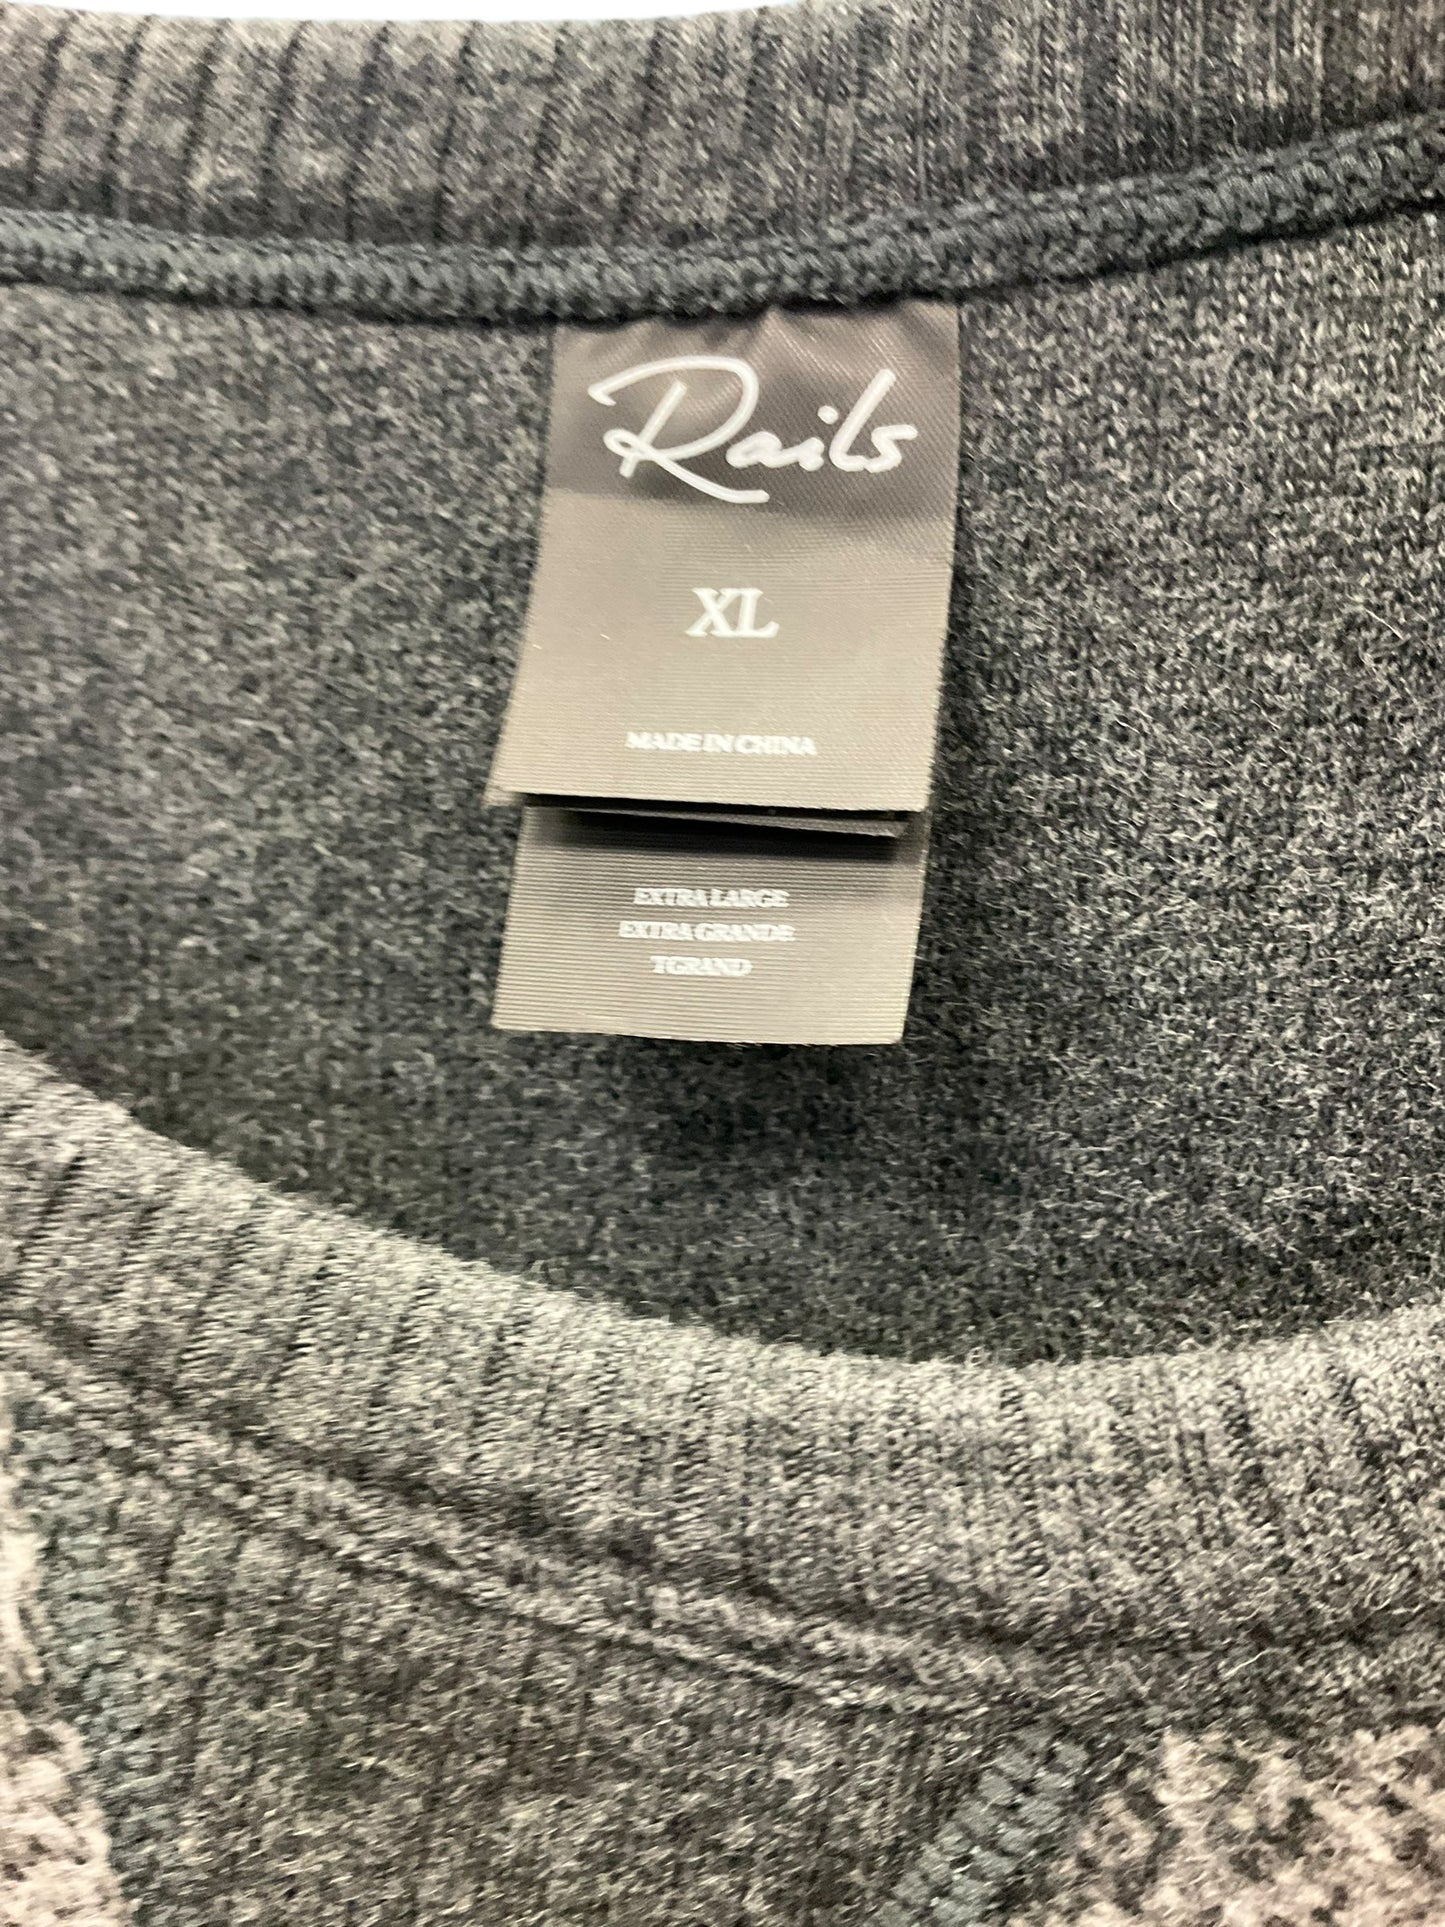 Rails
XL
MADE IN CHINA
EXTRA LARGE
EXTRA GRANDE
TGRAND